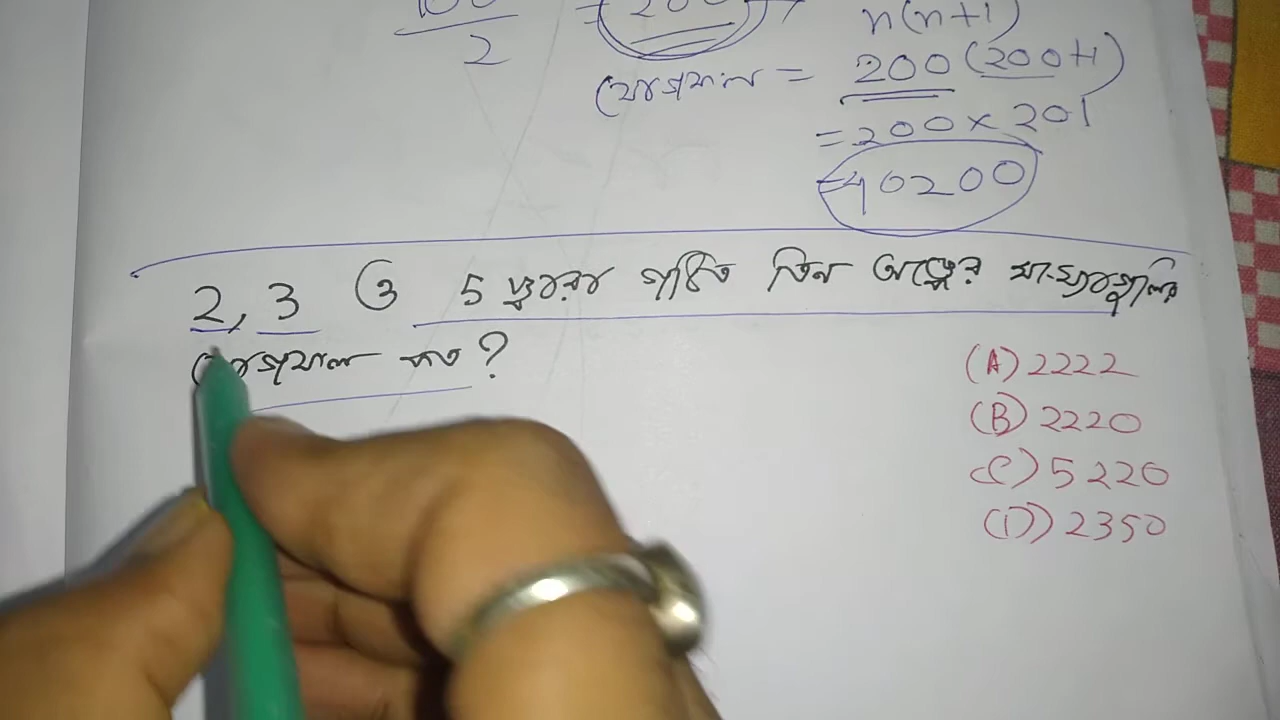 2
= 200
n(n+1)
যোগফল = 200 (200+1)
= 200 × 201
= 40200
2, 3 ও 5 দ্বারা গঠিত তিন অঙ্কের সংখ্যাগুলির
যোগফল কত ?
(A) 2222
(B) 2220
(C) 5220
(D) 2350